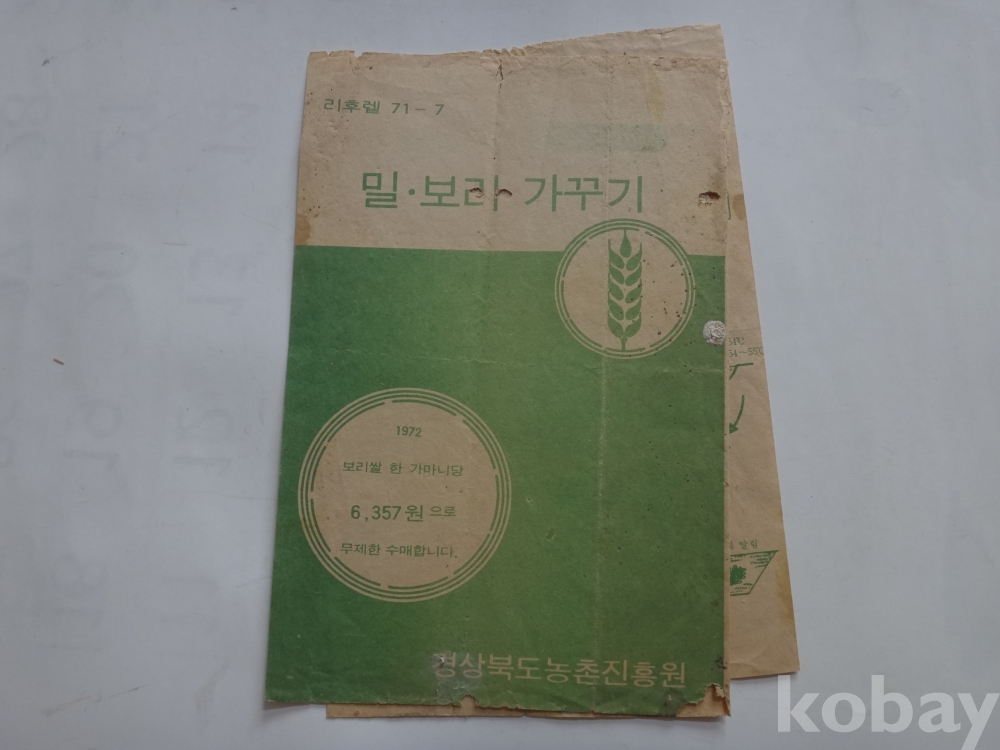 리후렡 71-7
밀·보리 가꾸기
1972
보리쌀 한 가마니당
6,357원 으로
무제한 수매합니다.
경상북도농촌진흥원
kobay